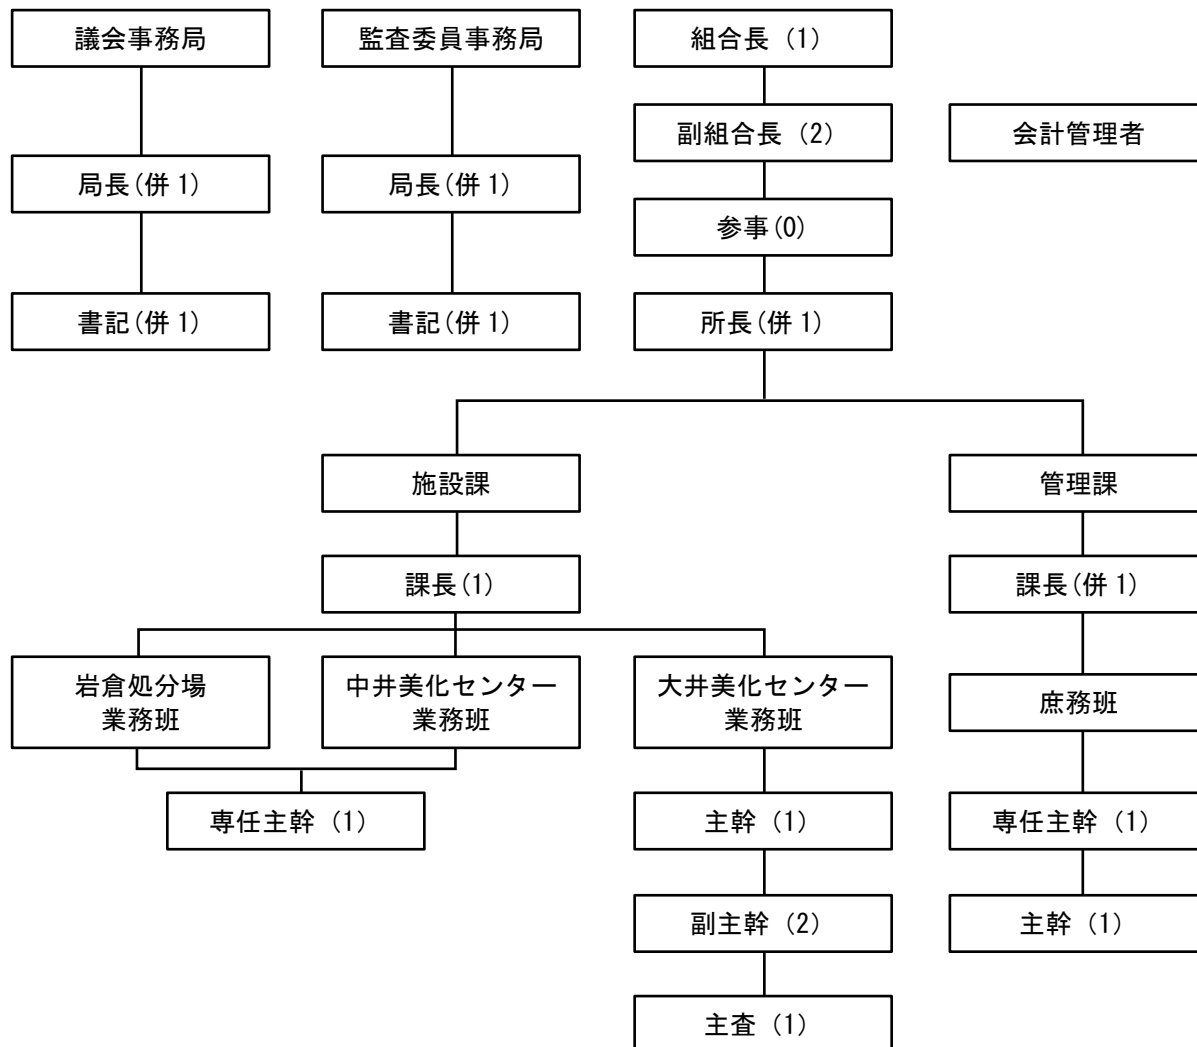 議会事務局
監査委員事務局
組合長 (1)
副組合長 (2)
会計管理者
局長(併 1)
局長(併 1)
参事(0)
書記(併 1)
書記(併 1)
所長(併 1)
施設課
管理課
課長(1)
課長(併 1)
岩倉処分場
業務班
中井美化センター
業務班
大井美化センター
業務班
庶務班
専任主幹 (1)
主幹 (1)
専任主幹 (1)
副主幹 (2)
主幹 (1)
主査 (1)